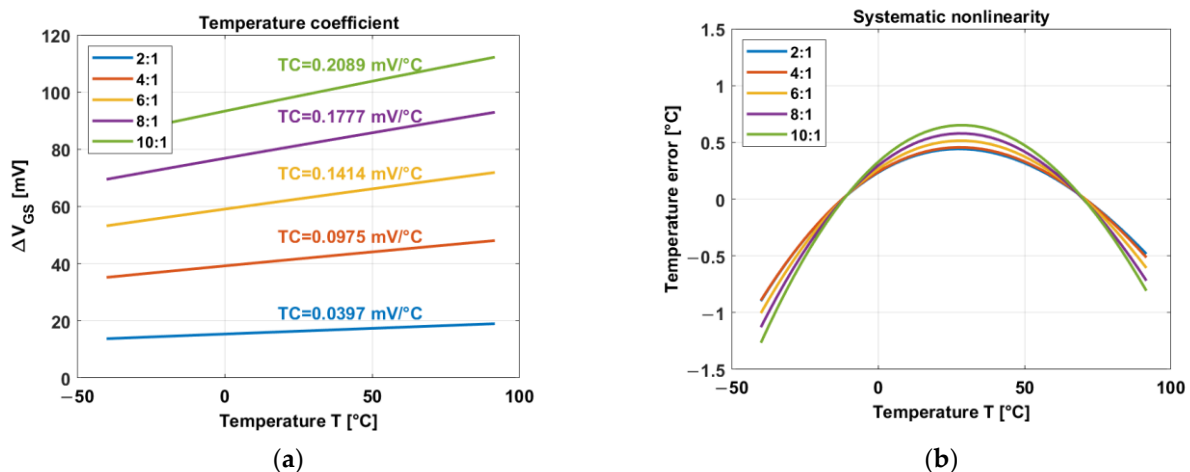 Temperature coefficient
120
100
80
60
40
20
0
ΔV_GS [mV]
2:1
4:1
6:1
8:1
10:1
TC=0.2089 mV/°C
TC=0.1777 mV/°C
TC=0.1414 mV/°C
TC=0.0975 mV/°C
TC=0.0397 mV/°C
−50
0
50
100
Temperature T [°C]
(a)
Systematic nonlinearity
1.5
1
0.5
0
−0.5
−1
−1.5
Temperature error [°C]
2:1
4:1
6:1
8:1
10:1
−50
0
50
100
Temperature T [°C]
(b)